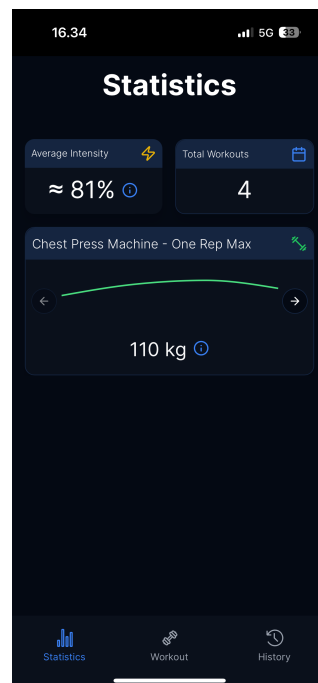 16.34
5G 33
Statistics
Average Intensity
Total Workouts
≈ 81%
4
Chest Press Machine - One Rep Max
110 kg
Statistics
Workout
History